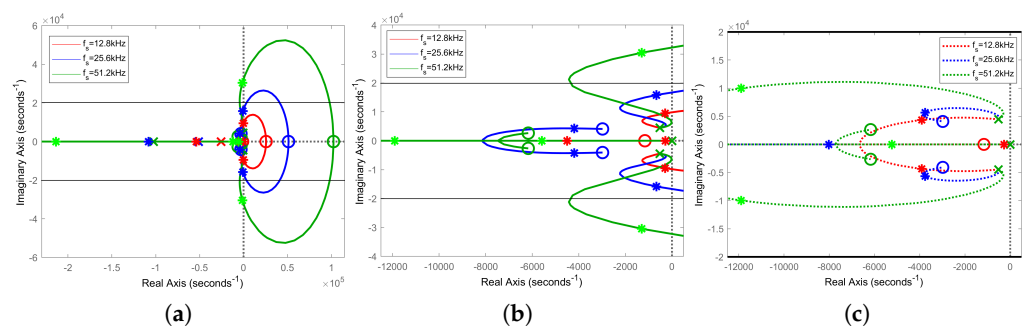 ×10⁴
6
4
2
0
-2
-4
-6
Imaginary Axis (seconds⁻¹)
fₛ=12.8kHz
fₛ=25.6kHz
fₛ=51.2kHz
-2 -1.5 -1 -0.5 0 0.5 1
Real Axis (seconds⁻¹) ×10⁵
(a)
×10⁴
4
3
2
1
0
-1
-2
-3
-4
Imaginary Axis (seconds⁻¹)
fₛ=12.8kHz
fₛ=25.6kHz
fₛ=51.2kHz
-12000 -10000 -8000 -6000 -4000 -2000 0
Real Axis (seconds⁻¹)
(b)
×10⁴
2
1.5
1
0.5
0
-0.5
-1
-1.5
-2
Imaginary Axis (seconds⁻¹)
fₛ=12.8kHz
fₛ=25.6kHz
fₛ=51.2kHz
-12000 -10000 -8000 -6000 -4000 -2000 0
Real Axis (seconds⁻¹)
(c)